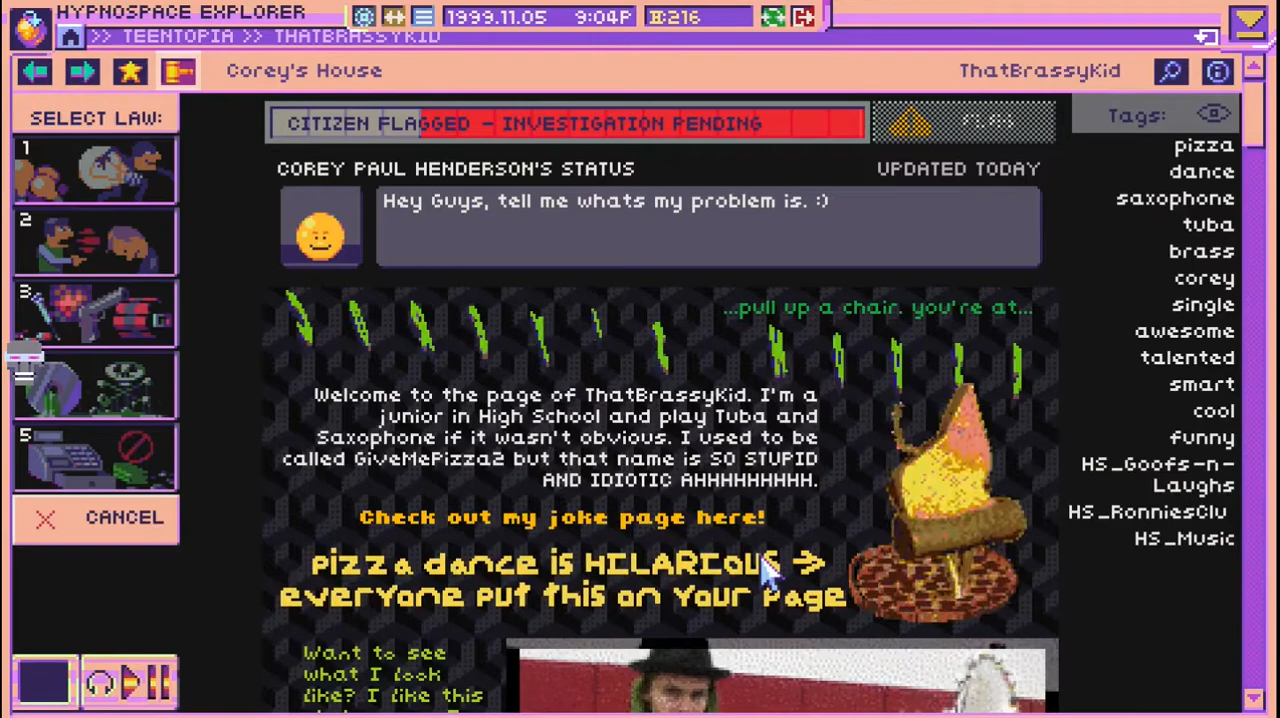 HYPNOSPACE EXPLORER
1999.11.05 9:04P
216
>> TEENTOPIA >> THATBRASSYKID
Corey's House
ThatBrassyKid
SELECT LAW:
1
2
3
5
CANCEL
CITIZEN FLAGGED - INVESTIGATION PENDING
COREY PAUL HENDERSON'S STATUS
UPDATED TODAY
Hey Guys, tell me whats my problem is. :)
...pull up a chair. you're at...
Welcome to the page of ThatBrassyKid. I'm a
junior in High School and play Tuba and
Saxophone if it wasn't obvious. I used to be
called GiveMePizza2 but that name is SO STUPID
AND IDIOTIC AHHHHHHHHH.
Check out my joke page here!
pizza dance is HILARIOUS ->
everyone put this on your page
Want to see
what I look
like? I like this
Tags:
pizza
dance
saxophone
tuba
brass
corey
single
awesome
talented
smart
cool
funny
HS_Goofs-n-
Laughs
HS_RonniesClu
HS_Music